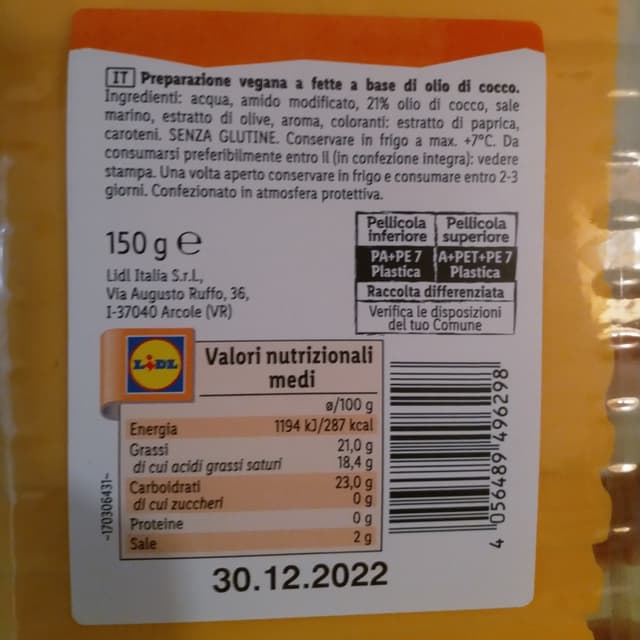 IT Preparazione vegana a fette a base di olio di cocco.
Ingredienti: acqua, amido modificato, 21% olio di cocco, sale
marino, estratto di olive, aroma, coloranti: estratto di paprica,
caroteni. SENZA GLUTINE. Conservare in frigo a max. +7°C. Da
consumarsi preferibilmente entro Il (in confezione integra): vedere
stampa. Una volta aperto conservare in frigo e consumare entro 2-3
giorni. Confezionato in atmosfera protettiva.
150 g e
Lidl Italia S.r.l.,
Via Augusto Ruffo, 36,
I-37040 Arcole (VR)
Pellicola inferiore
PA+PE 7
Plastica
Pellicola superiore
A+PET+PE 7
Plastica
Raccolta differenziata
Verifica le disposizioni
del tuo Comune
LIDL
Valori nutrizionali
medi
ø/100 g
Energia 1194 kJ/287 kcal
Grassi 21,0 g
di cui acidi grassi saturi 18,4 g
Carboidrati 23,0 g
di cui zuccheri 0 g
Proteine 0 g
Sale 2 g
-170306431-
4 056489 496298
30.12.2022